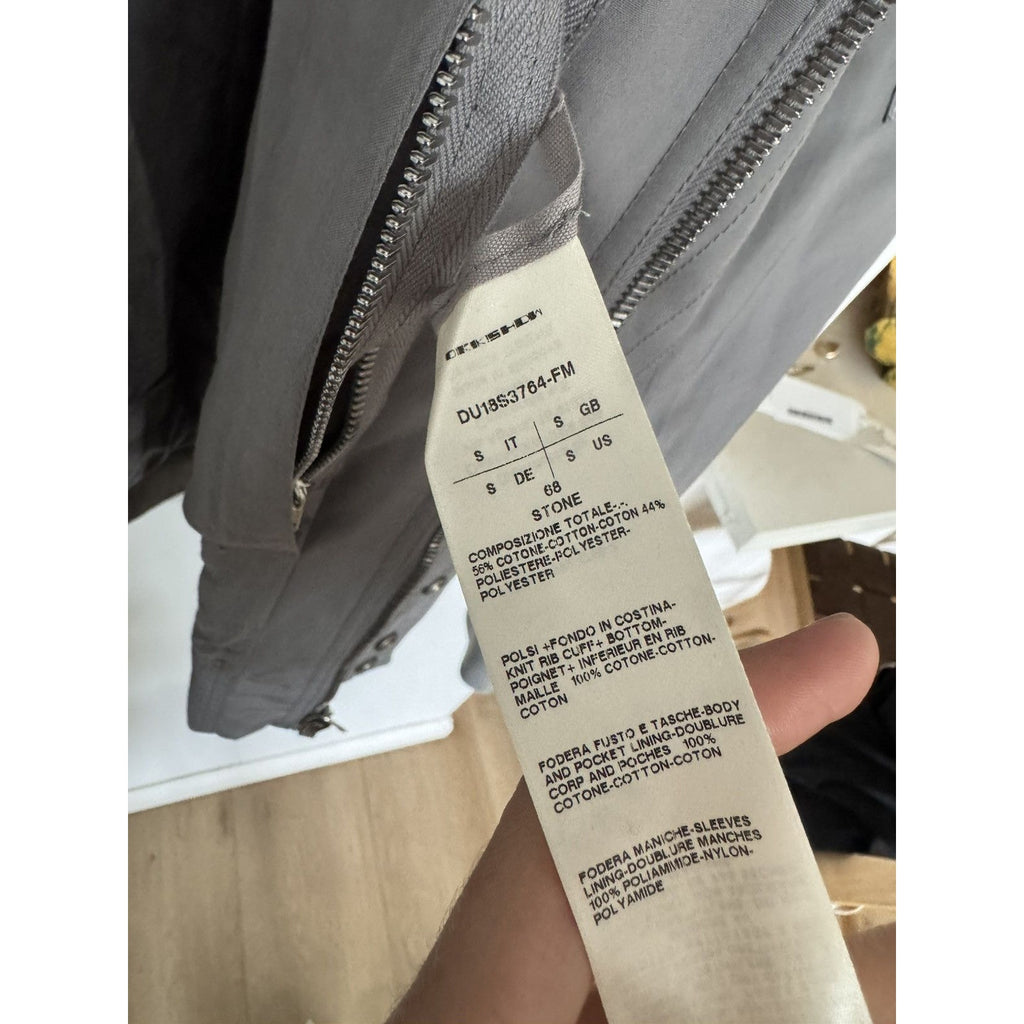 DRKSHDW
DU18S3764-FM
S IT S GB
S DE S US
68
STONE
COMPOSIZIONE TOTALE-.-.
56% COTONE-COTTON-COTON 44%
POLIESTERE-POLYESTER-
POLYESTER
POLSI +FONDO IN COSTINA-
KNIT RIB CUFF+ BOTTOM-
POIGNET+ INFERIEUR EN RIB
MAILLE 100% COTONE-COTTON-
COTON
FODERA FUSTO E TASCHE-BODY
AND POCKET LINING-DOUBLURE
CORP AND POCHES 100%
COTONE-COTTON-COTON
FODERA MANICHE-SLEEVES
LINING-DOUBLURE MANCHES
100% POLIAMMIDE-NYLON-
POLYAMIDE